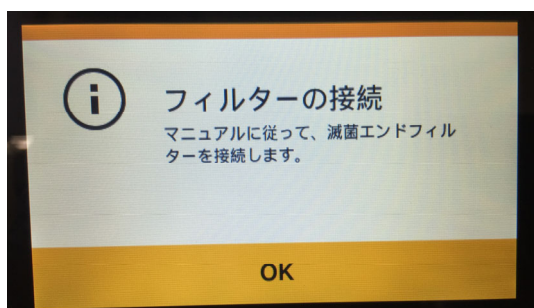 フィルターの接続
マニュアルに従って、滅菌エンドフィル
ターを接続します。
OK